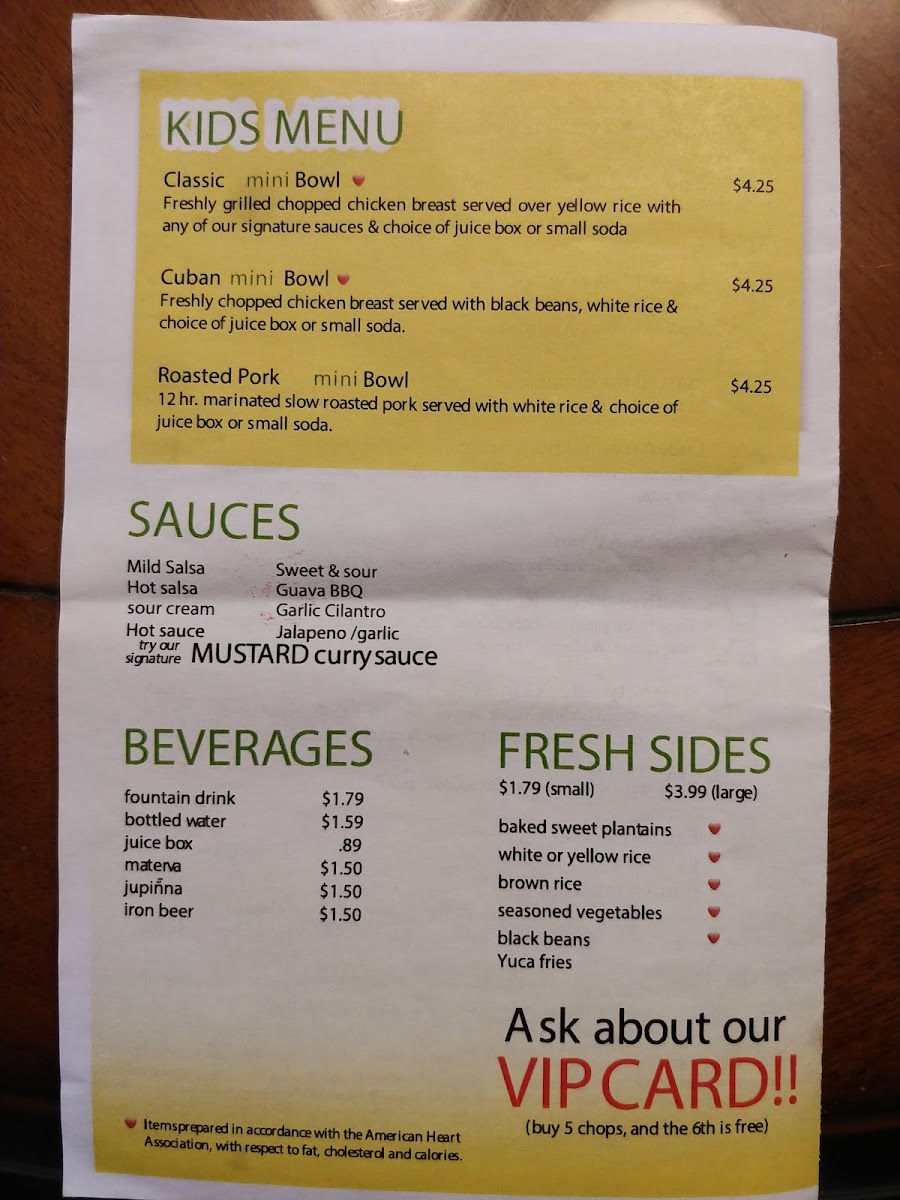 KIDS MENU
Classic mini Bowl $4.25
Freshly grilled chopped chicken breast served over yellow rice with
any of our signature sauces & choice of juice box or small soda
Cuban mini Bowl $4.25
Freshly chopped chicken breast served with black beans, white rice &
choice of juice box or small soda.
Roasted Pork mini Bowl $4.25
12 hr. marinated slow roasted pork served with white rice & choice of
juice box or small soda.
SAUCES
Mild Salsa
Hot salsa
sour cream
Hot sauce
Sweet & sour
Guava BBQ
Garlic Cilantro
Jalapeno /garlic
try our
signature MUSTARD curry sauce
BEVERAGES
fountain drink $1.79
bottled water $1.59
juice box .89
materva $1.50
jupiñna $1.50
iron beer $1.50
FRESH SIDES
$1.79 (small) $3.99 (large)
baked sweet plantains
white or yellow rice
brown rice
seasoned vegetables
black beans
Yuca fries
Ask about our
VIP CARD!!
(buy 5 chops, and the 6th is free)
Itemsprepared in accordance with the American Heart
Association, with respect to fat, cholesterol and calories.